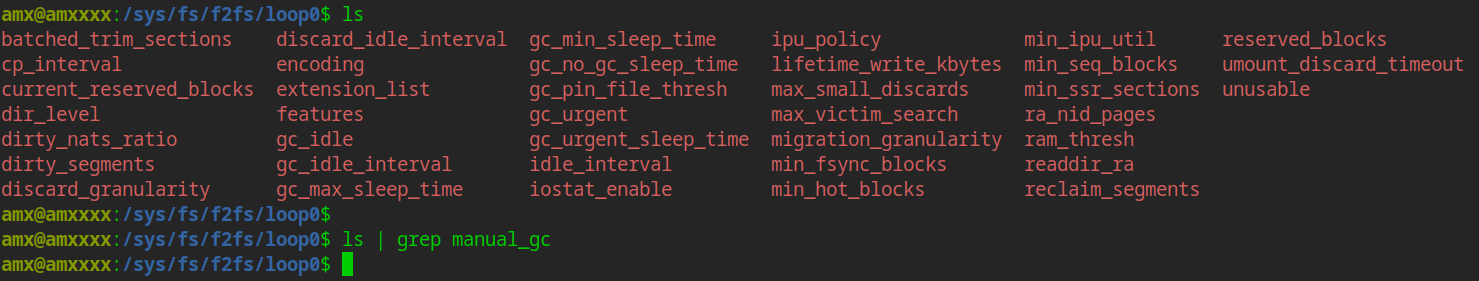 amx@amxxxx:/sys/fs/f2fs/loop0$ ls
batched_trim_sections    discard_idle_interval  gc_min_sleep_time     ipu_policy             min_ipu_util      reserved_blocks
cp_interval              encoding               gc_no_gc_sleep_time   lifetime_write_kbytes  min_seq_blocks    umount_discard_timeout
current_reserved_blocks  extension_list         gc_pin_file_thresh    max_small_discards     min_ssr_sections  unusable
dir_level                features               gc_urgent             max_victim_search      ra_nid_pages
dirty_nats_ratio         gc_idle                gc_urgent_sleep_time  migration_granularity  ram_thresh
dirty_segments           gc_idle_interval       idle_interval         min_fsync_blocks       readdir_ra
discard_granularity      gc_max_sleep_time      iostat_enable         min_hot_blocks         reclaim_segments
amx@amxxxx:/sys/fs/f2fs/loop0$
amx@amxxxx:/sys/fs/f2fs/loop0$ ls | grep manual_gc
amx@amxxxx:/sys/fs/f2fs/loop0$